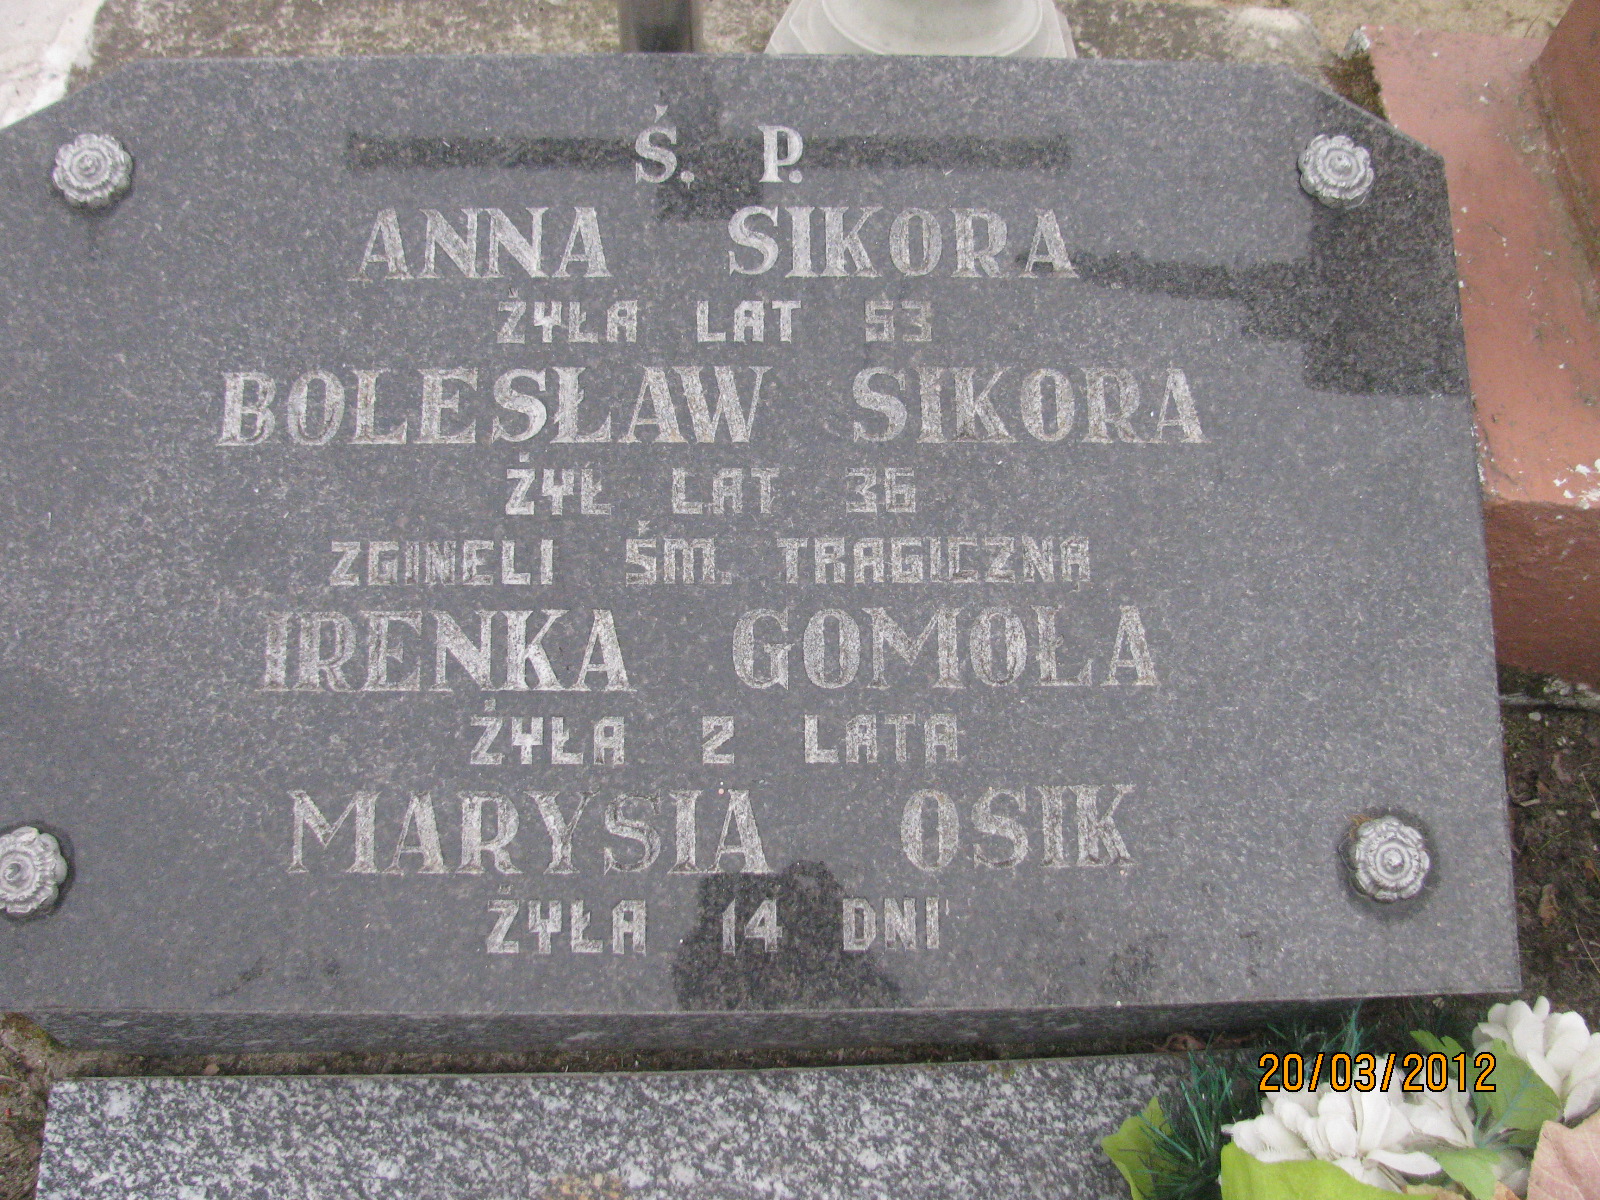 Ś. P.
ANNA SIKORA
ŻYŁA LAT 53
BOLESŁAW SIKORA
ŻYŁ LAT 36
ZGINELI ŚM. TRAGICZNĄ
IRENKA GOMOŁA
ŻYŁA 2 LATA
MARYSIA OSIK
ŻYŁA 14 DNI
20/03/2012